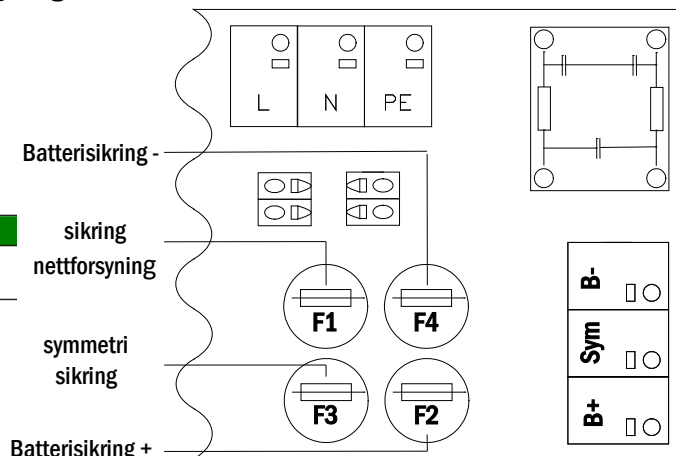 L N PE
Batterisikring -
sikring
nettforsyning
F1 F4
B-
Sym
B+
symmetri
sikring
F3 F2
Batterisikring +